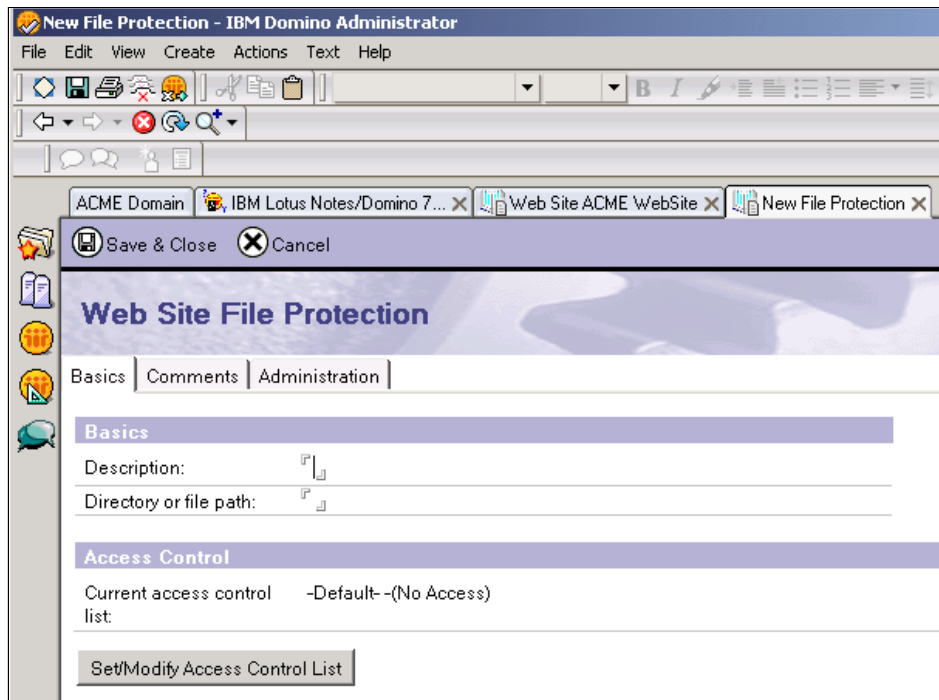 New File Protection - IBM Domino Administrator
File Edit View Create Actions Text Help
B I
ACME Domain IBM Lotus Notes/Domino 7... Web Site ACME WebSite New File Protection
Save & Close Cancel
Web Site File Protection
Basics Comments Administration
Basics
Description:
Directory or file path:
Access Control
Current access control -Default- -(No Access)
list:
Set/Modify Access Control List